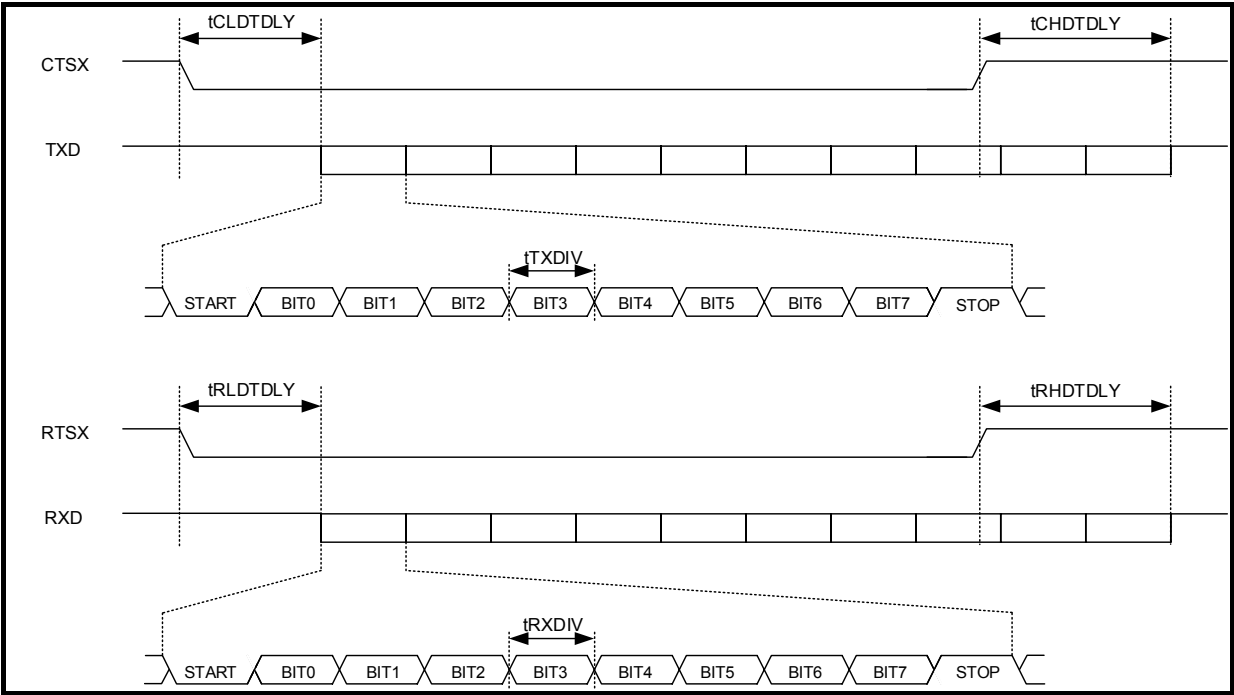 tCLDTDLY tCHDTDLY
CTSX
TXD
tTXDIV
START BIT0 BIT1 BIT2 BIT3 BIT4 BIT5 BIT6 BIT7 STOP
tRLDTDLY tRHDTDLY
RTSX
RXD
tRXDIV
START BIT0 BIT1 BIT2 BIT3 BIT4 BIT5 BIT6 BIT7 STOP